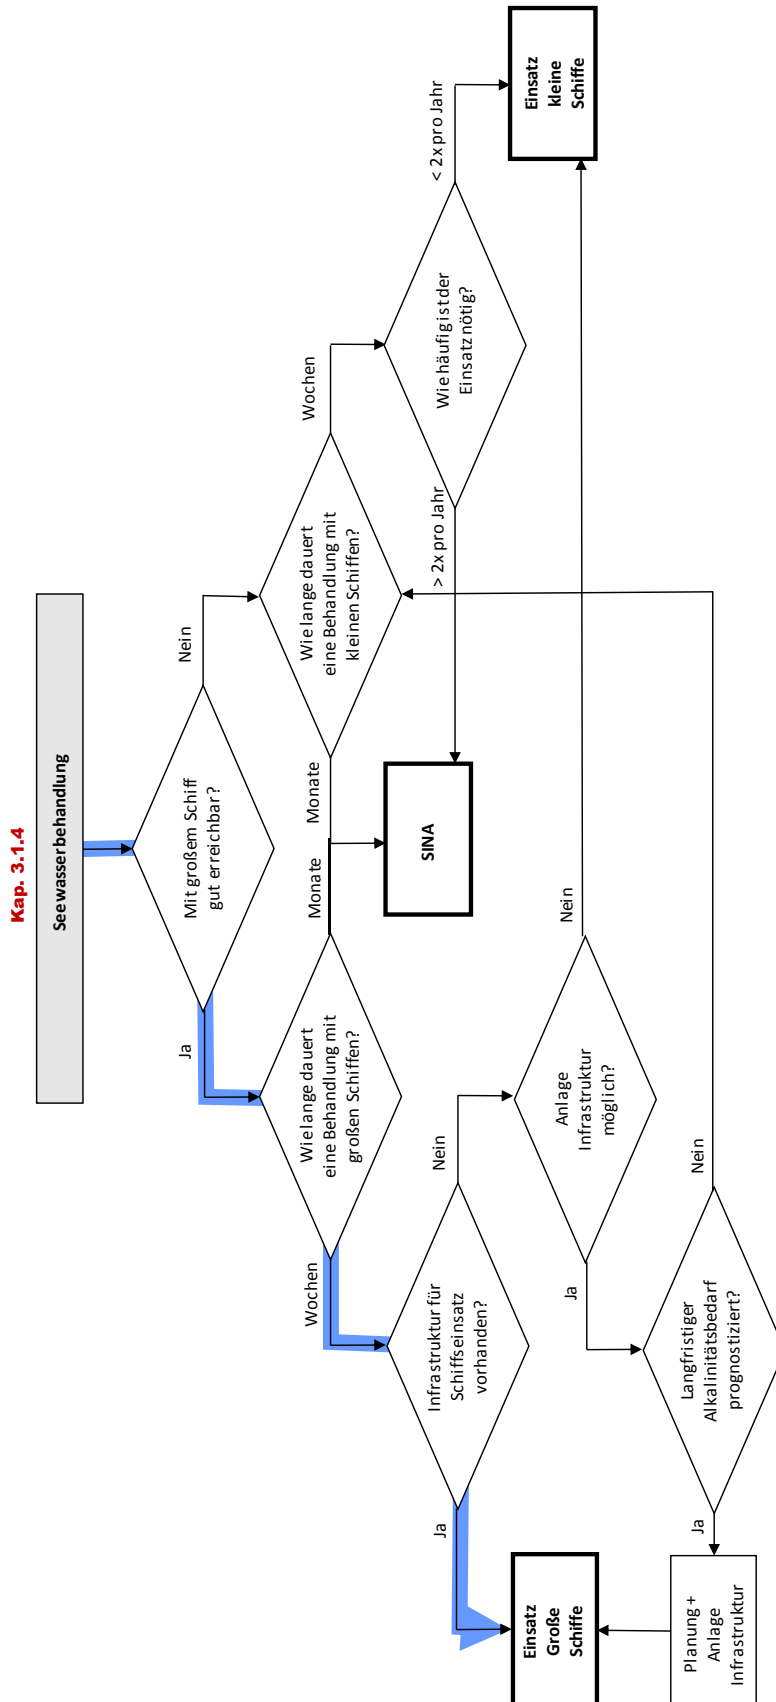 Kap. 3.1.4
Seewasserbehandlung
Mit großem Schiff
gut erreichbar?
Ja
Nein
Wie lange dauert
eine Behandlung mit
großen Schiffen?
Wie lange dauert
eine Behandlung mit
kleinen Schiffen?
Wochen
Monate
Monate
Wochen
Infrastruktur für
Schiffseinsatz
vorhanden?
SINA
Wie häufig ist der
Einsatz nötig?
Ja
Nein
> 2x pro Jahr
< 2x pro Jahr
Einsatz
Große
Schiffe
Anlage
Infrastruktur
möglich?
Einsatz
kleine
Schiffe
Ja
Nein
Langfristiger
Alkalinitätsbedarf
prognostiziert?
Ja
Nein
Planung +
Anlage
Infrastruktur